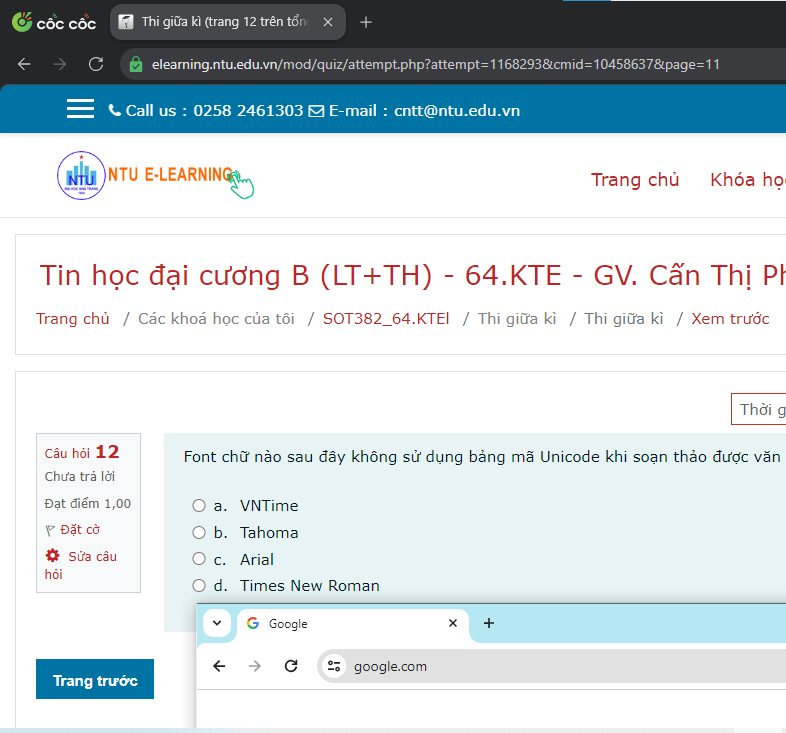 cốc cốc
Thi giữa kì (trang 12 trên tổng
elearning.ntu.edu.vn/mod/quiz/attempt.php?attempt=1168293&cmid=10458637&page=11
Call us : 0258 2461303 E-mail : cntt@ntu.edu.vn
NTU
NTU E-LEARNING
Trang chủ Khóa họ
Tin học đại cương B (LT+TH) - 64.KTE - GV. Cấn Thị Ph
Trang chủ / Các khoá học của tôi / SOT382_64.KTEl / Thi giữa kì / Thi giữa kì / Xem trước
Thời g
Câu hỏi 12
Chưa trả lời
Đạt điểm 1,00
Đặt cờ
Sửa câu
hỏi
Font chữ nào sau đây không sử dụng bảng mã Unicode khi soạn thảo được văn
a. VNTime
b. Tahoma
c. Arial
d. Times New Roman
Google
google.com
Trang trước